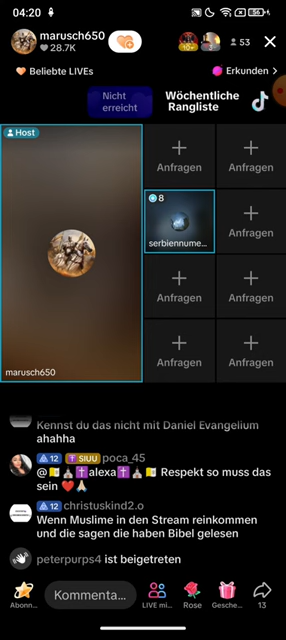 04:20
56
marusch650
28.7K
3
53
Beliebte LIVEs
Erkunden >
Nicht
erreicht
Wöchentliche
Rangliste
Host
marusch650
Anfragen
Anfragen
8
serbiennume...
Anfragen
Anfragen
Anfragen
Anfragen
Anfragen
Kennst du das nicht mit Daniel Evangelium
ahahha
12 SIUU poca_45
@🇻🇦⛪✝️alexa✝️⛪🇻🇦 Respekt so muss das
sein ❤️🙏🏻
12 christuskind2.o
Wenn Muslime in den Stream reinkommen
und die sagen die haben Bibel gelesen
peterpurps4 ist beigetreten
Abonn...
Kommenta...
LIVE mi...
Rose
Gesche...
13